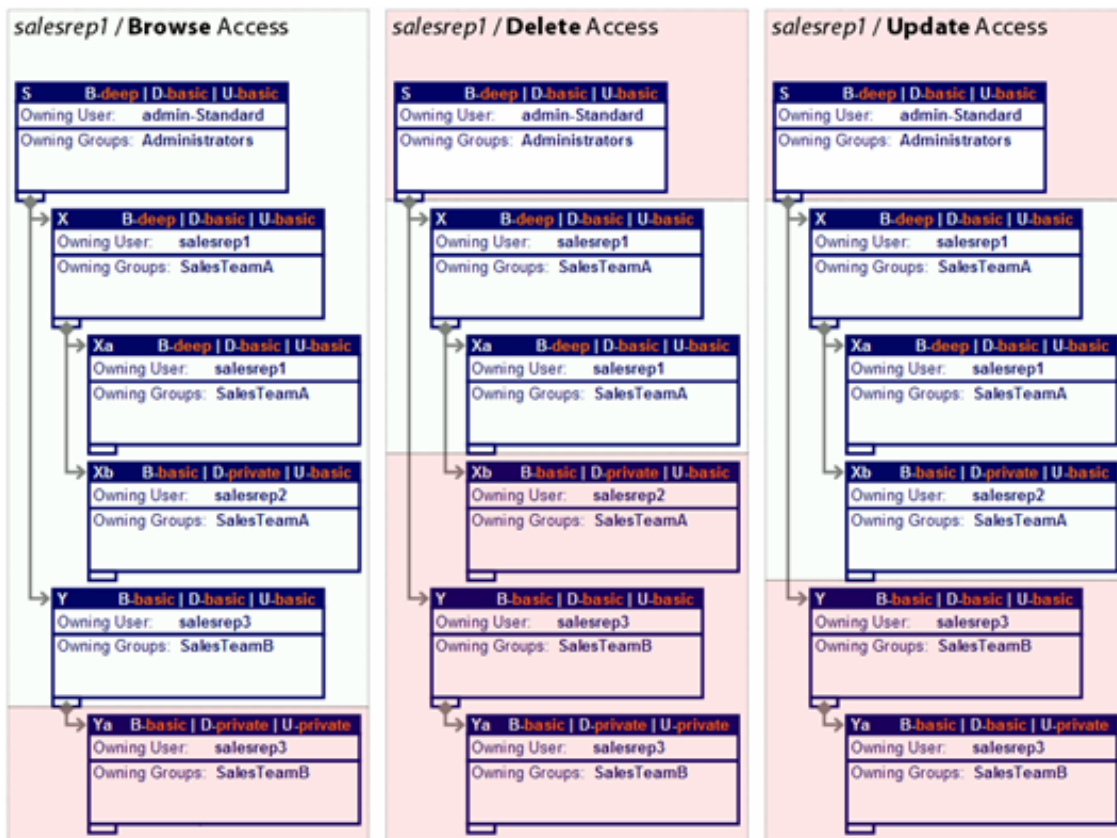 salesrep1 / Browse Access
S B-deep | D-basic | U-basic
Owning User: admin-Standard
Owning Groups: Administrators
X B-deep | D-basic | U-basic
Owning User: salesrep1
Owning Groups: SalesTeamA
Xa B-deep | D-basic | U-basic
Owning User: salesrep1
Owning Groups: SalesTeamA
Xb B-basic | D-private | U-basic
Owning User: salesrep2
Owning Groups: SalesTeamA
Y B-basic | D-basic | U-basic
Owning User: salesrep3
Owning Groups: SalesTeamB
Ya B-basic | D-private | U-private
Owning User: salesrep3
Owning Groups: SalesTeamB
salesrep1 / Delete Access
S B-deep | D-basic | U-basic
Owning User: admin-Standard
Owning Groups: Administrators
X B-deep | D-basic | U-basic
Owning User: salesrep1
Owning Groups: SalesTeamA
Xa B-deep | D-basic | U-basic
Owning User: salesrep1
Owning Groups: SalesTeamA
Xb B-basic | D-private | U-basic
Owning User: salesrep2
Owning Groups: SalesTeamA
Y B-basic | D-basic | U-basic
Owning User: salesrep3
Owning Groups: SalesTeamB
Ya B-basic | D-private | U-private
Owning User: salesrep3
Owning Groups: SalesTeamB
salesrep1 / Update Access
S B-deep | D-basic | U-basic
Owning User: admin-Standard
Owning Groups: Administrators
X B-deep | D-basic | U-basic
Owning User: salesrep1
Owning Groups: SalesTeamA
Xa B-deep | D-basic | U-basic
Owning User: salesrep1
Owning Groups: SalesTeamA
Xb B-basic | D-private | U-basic
Owning User: salesrep2
Owning Groups: SalesTeamA
Y B-basic | D-basic | U-basic
Owning User: salesrep3
Owning Groups: SalesTeamB
Ya B-basic | D-basic | U-private
Owning User: salesrep3
Owning Groups: SalesTeamB